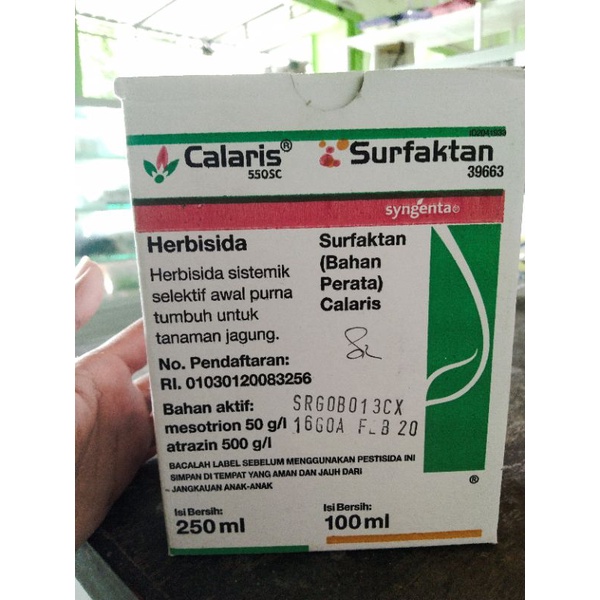 ID2041535
Calaris®
550SC
Surfaktan
39663
syngenta®
Herbisida
Herbisida sistemik
selektif awal purna
tumbuh untuk
tanaman jagung.
No. Pendaftaran:
RI. 01030120083256
Bahan aktif:
mesotrion 50 g/l
atrazin 500 g/l
Surfaktan
(Bahan
Perata)
Calaris
SRG0B013CX
16G0A FEB 20
BACALAH LABEL SEBELUM MENGGUNAKAN PESTISIDA INI
SIMPAN DI TEMPAT YANG AMAN DAN JAUH DARI
JANGKAUAN ANAK-ANAK
®
Isi Bersih:
250 ml
Isi Bersih:
100 ml